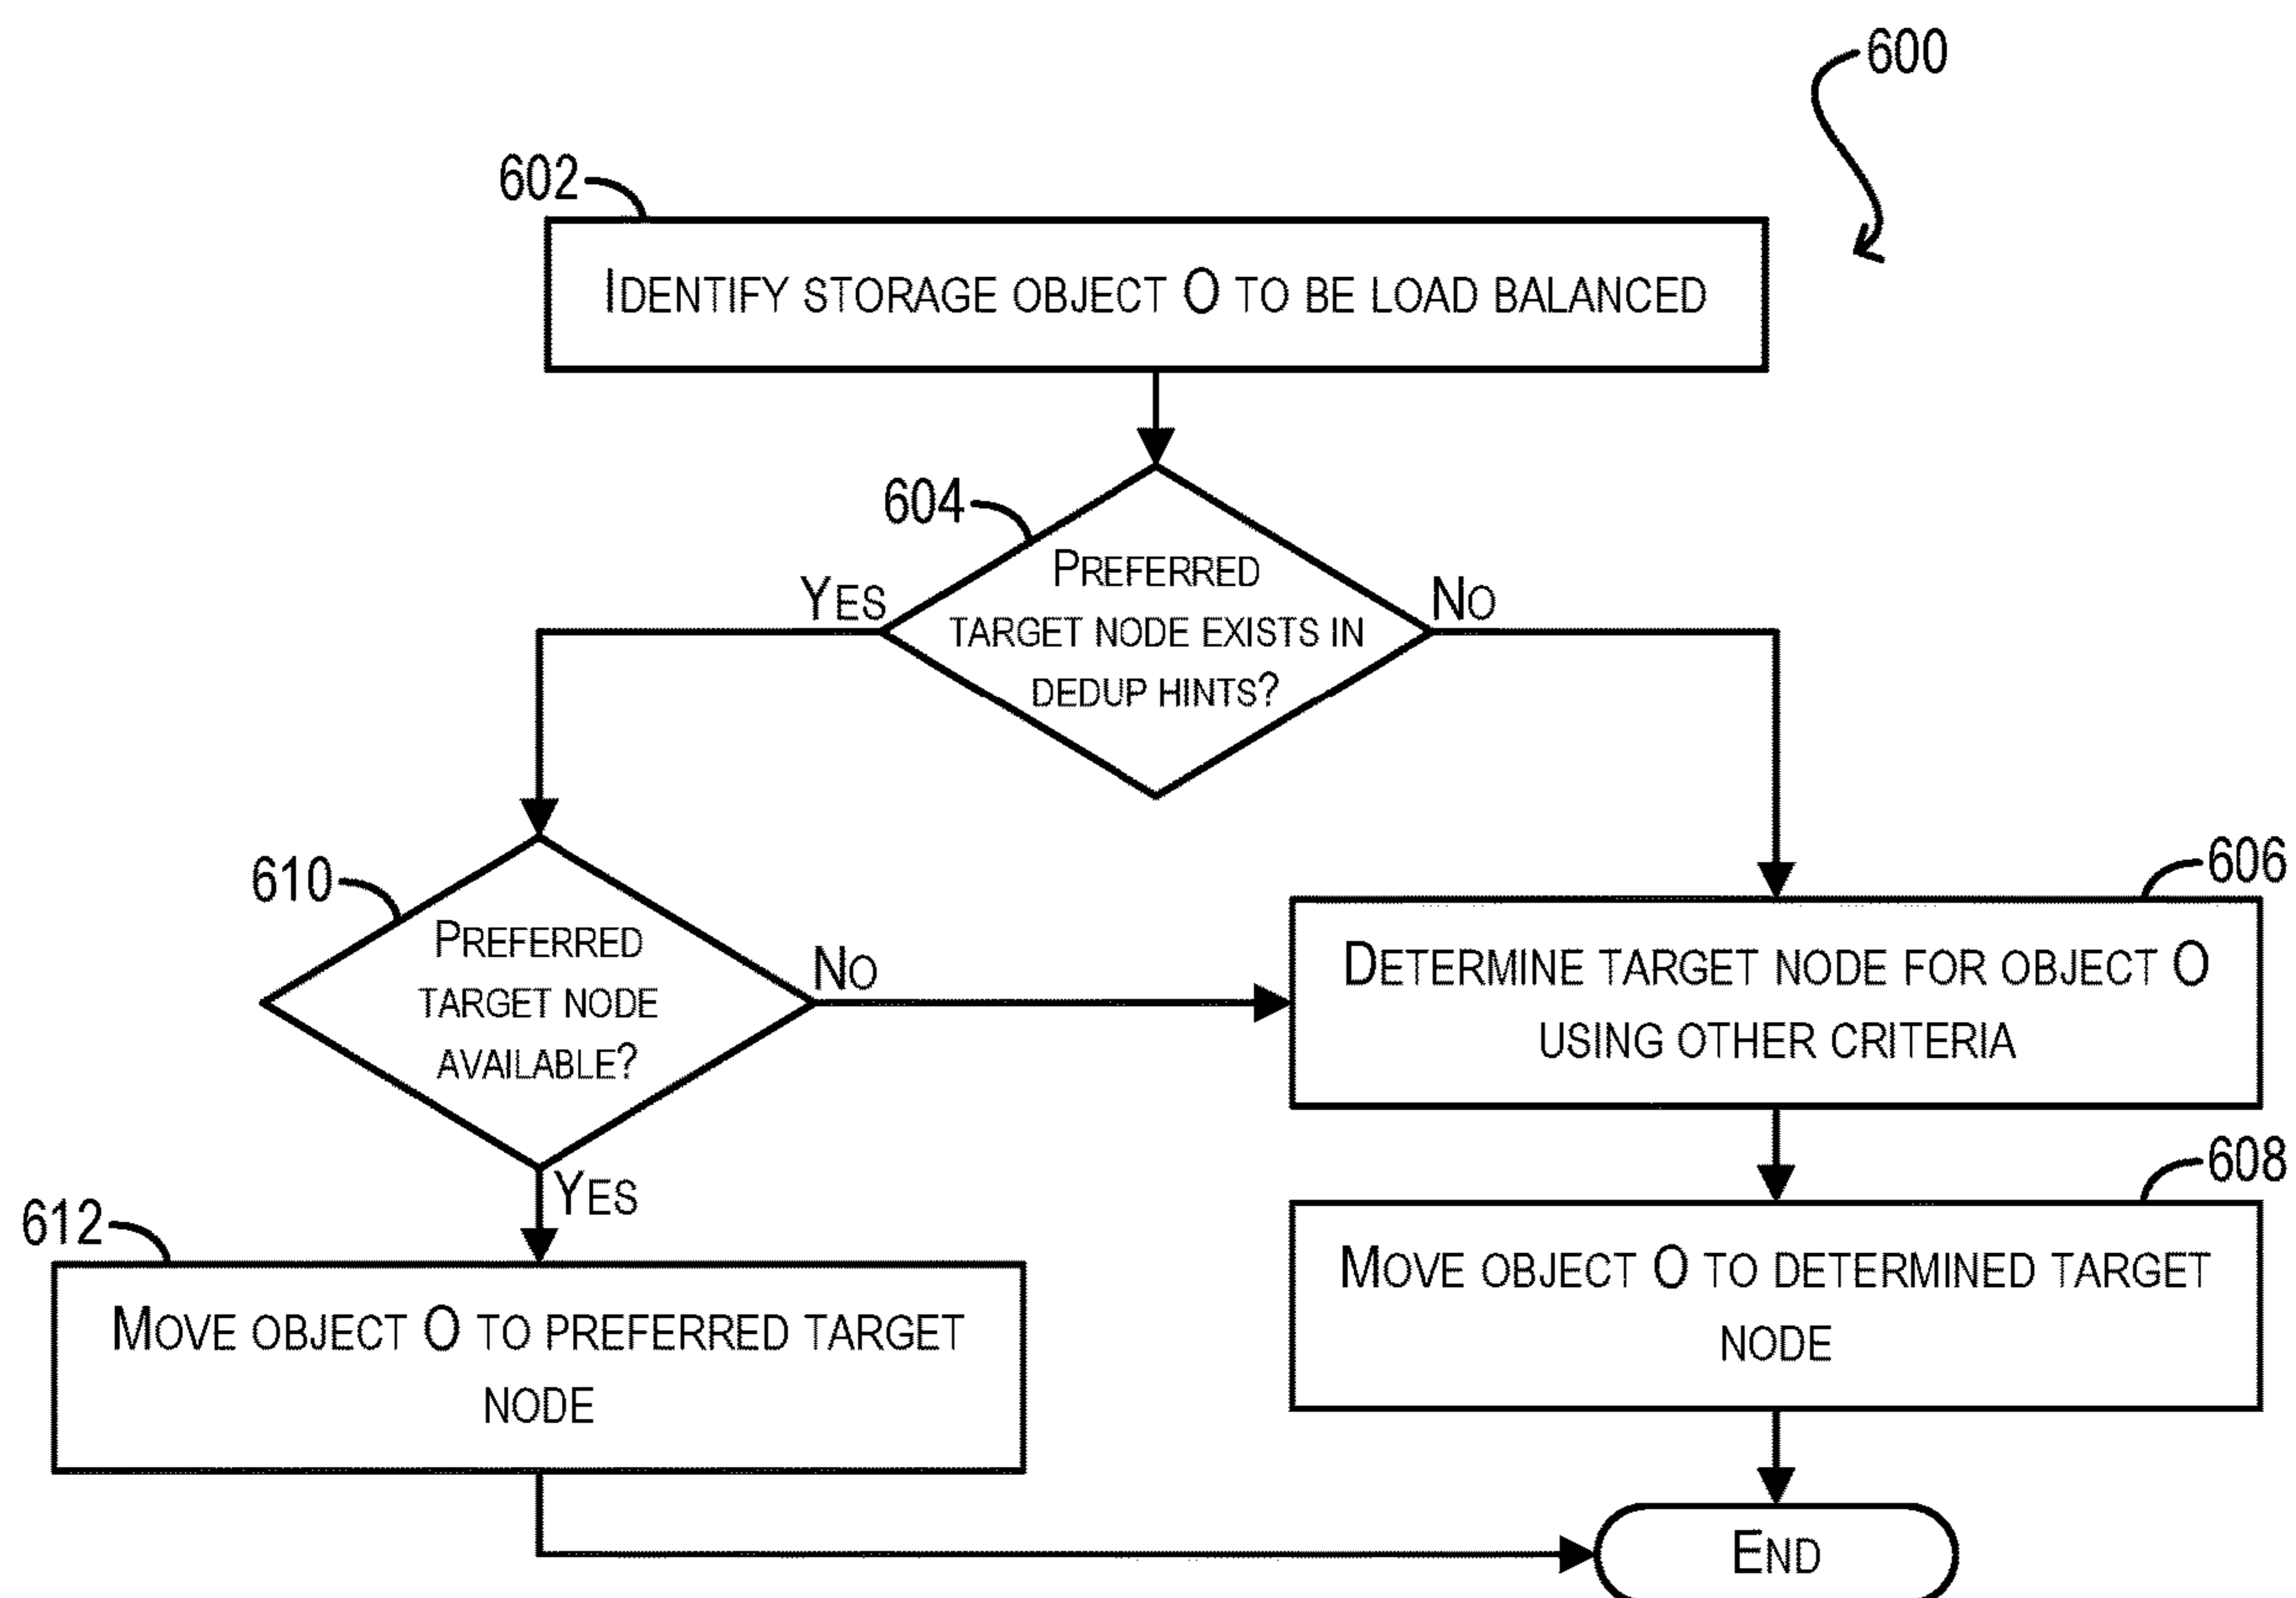 600
602
IDENTIFY STORAGE OBJECT O TO BE LOAD BALANCED
604
PREFERRED
TARGET NODE EXISTS IN
DEDUP HINTS?
YES
NO
610
PREFERRED
TARGET NODE
AVAILABLE?
NO
YES
606
DETERMINE TARGET NODE FOR OBJECT O
USING OTHER CRITERIA
608
MOVE OBJECT O TO DETERMINED TARGET
NODE
612
MOVE OBJECT O TO PREFERRED TARGET
NODE
END